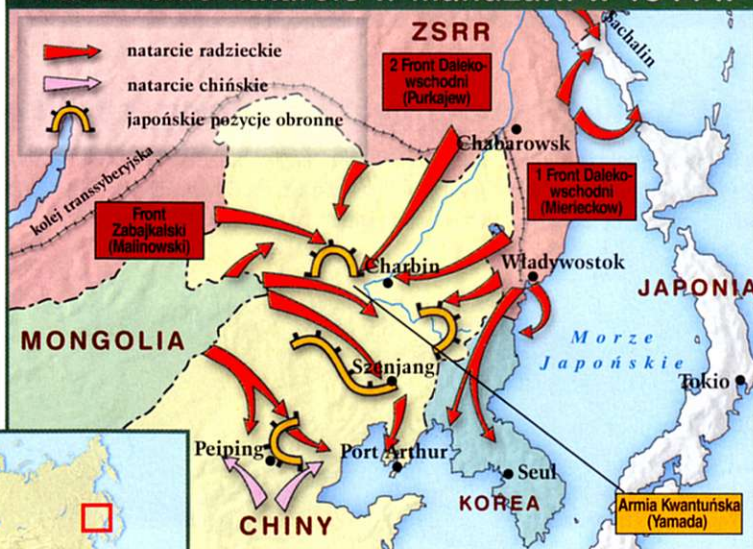 ZSRR
natarcie radzieckie
natarcie chińskie
japońskie pozycje obronne
2 Front Daleko-
wschodni
(Purkajew)
Sachalin
Chabarowsk
kolej transsyberyjska
1 Front Daleko-
wschodni
(Mierieckow)
Front
Zabajkalski
(Malinowski)
Charbin
Władywostok
JAPONIA
MONGOLIA
Morze
Japońskie
Szenjang
Tokio
Peiping
Port Arthur
Seul
KOREA
CHINY
Armia Kwantuńska
(Yamada)